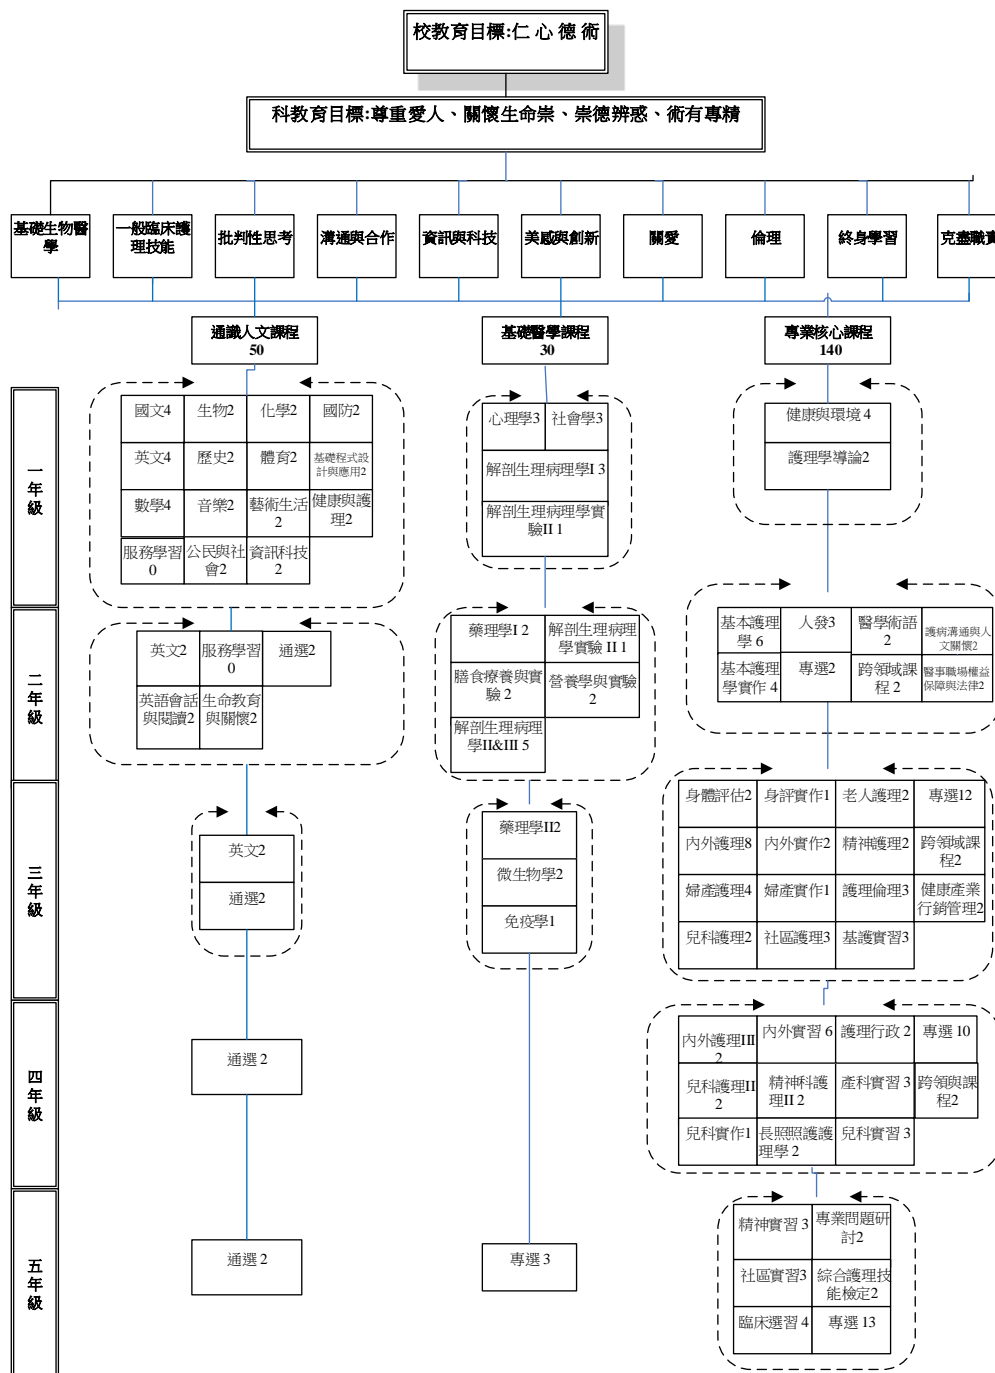 校教育目標:仁 心 德 術
科教育目標:尊重愛人、關懷生命崇、崇德辨惑、術有專精
基礎生物醫
學
一般臨床護
理技能
批判性思考
溝通與合作
資訊與科技
美感與創新
關愛
倫理
終身學習
克盡職責
通識人文課程
50
基礎醫學課程
30
專業核心課程
140
一年級
國文4
生物2
化學2
國防2
英文4
歷史2
體育2
基礎程式設
計與應用2
數學4
音樂2
藝術生活
2
健康與護
理2
服務學習
0
公民與社
會2
資訊科技
2
心理學3
社會學3
解剖生理病理學I 3
解剖生理病理學實
驗II 1
健康與環境 4
護理學導論2
二年級
英文2
服務學習
0
通選2
英語會話
與閱讀2
生命教育
與關懷2
藥理學I 2
解剖生理病理
學實驗 II 1
膳食療養與實
驗 2
營養學與實驗
2
解剖生理病理
學II&III 5
基本護理
學 6
人發3
醫學術語
2
護病溝通與人
文關懷2
基本護理
學實作 4
專選2
跨領域課
程 2
醫事職場權益
保障與法律2
三年級
英文2
通選2
藥理學II2
微生物學2
免疫學1
身體評估2
身評實作1
老人護理2
專選12
內外護理8
內外實作2
精神護理2
跨領域課
程2
婦產護理4
婦產實作1
護理倫理3
健康產業
行銷管理2
兒科護理2
社區護理3
基護實習3
四年級
通選 2
內外護理III
2
內外實習 6
護理行政 2
專選 10
兒科護理II
2
精神科護
理II 2
產科實習 3
跨領與課
程2
兒科實作1
長照照護護
理學 2
兒科實習 3
五年級
通選 2
專選 3
精神實習 3
專業問題研
討2
社區實習3
綜合護理技
能檢定2
臨床選習 4
專選 13